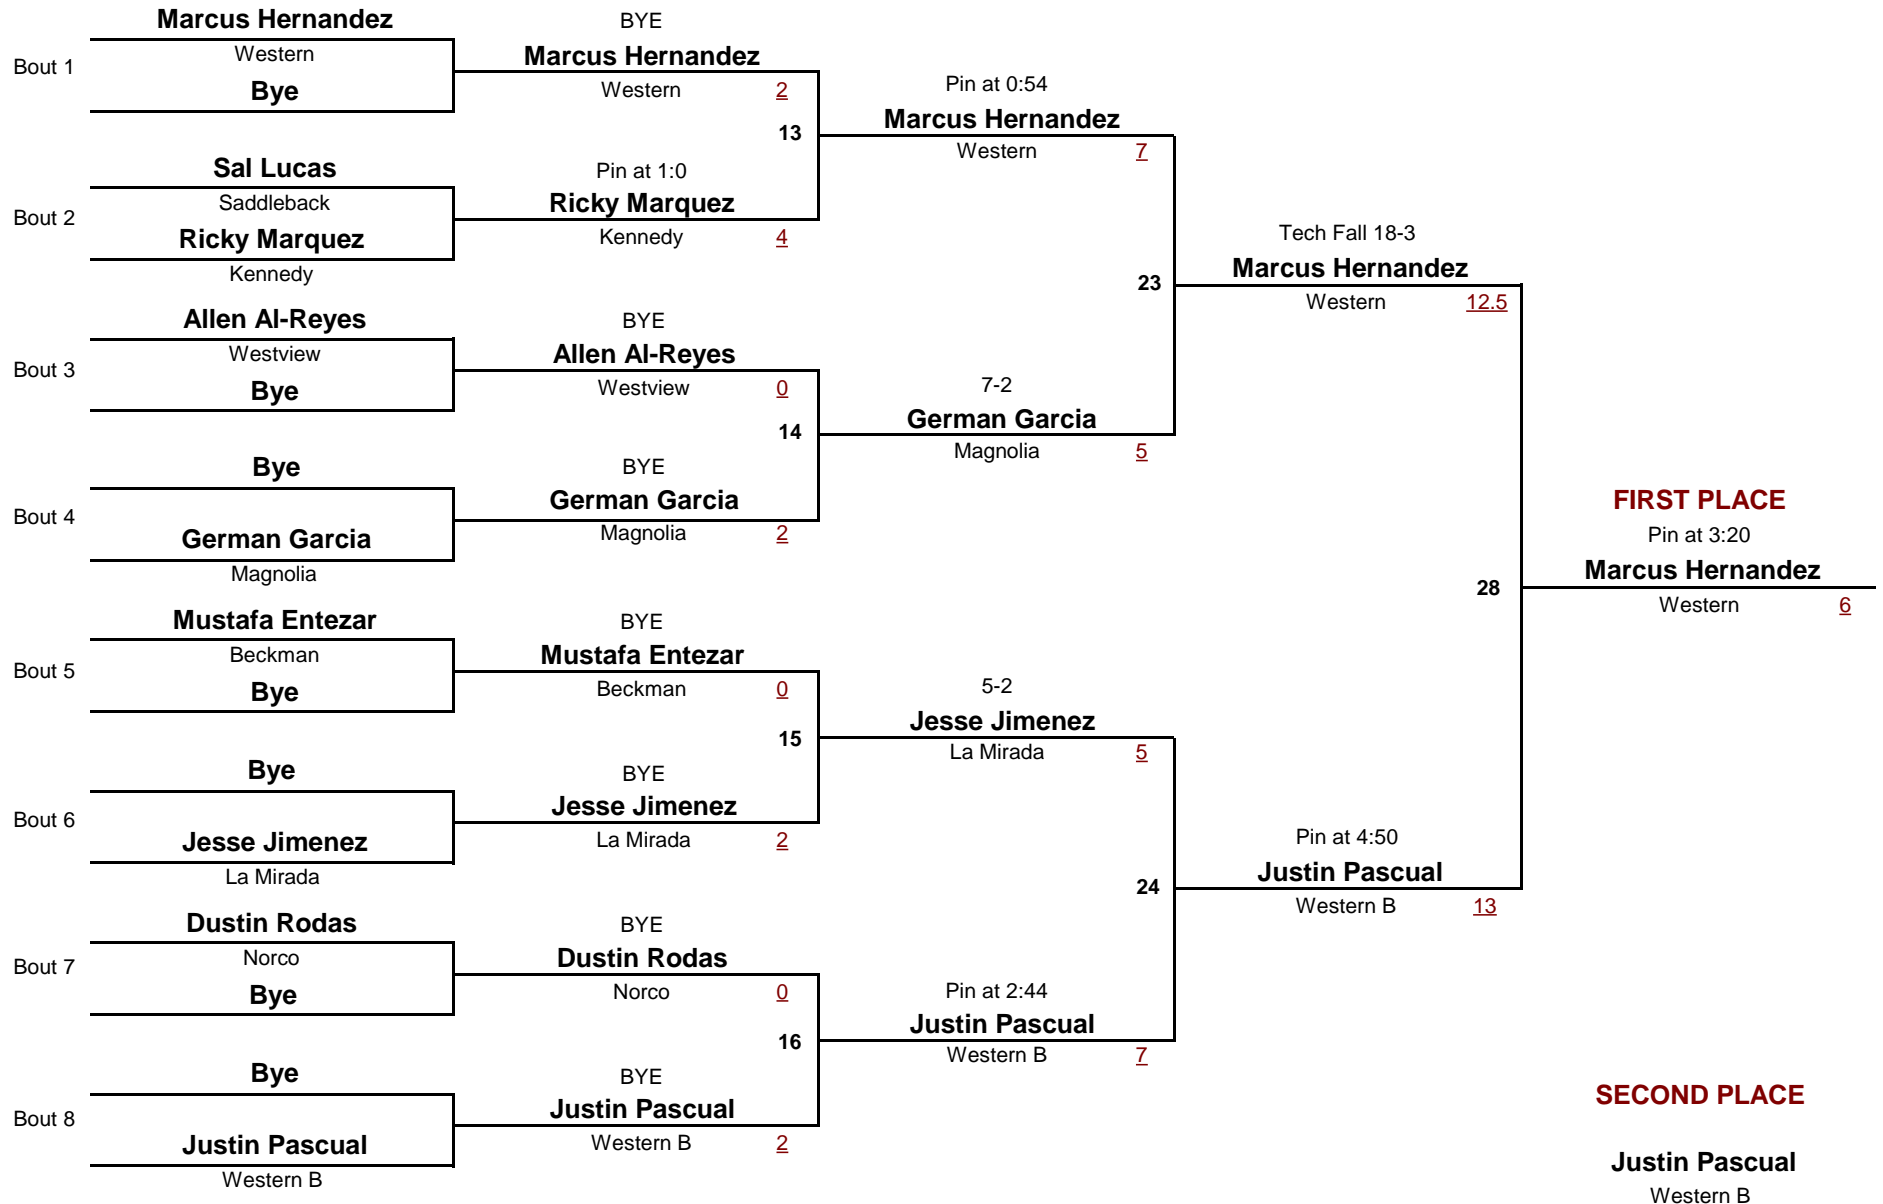 Marcus Hernandez
Bout 1
Western
Bye
Sal Lucas
Bout 2
Saddleback
Ricky Marquez
Kennedy
Allen Al-Reyes
Bout 3
Westview
Bye
Bye
Bout 4
German Garcia
Magnolia
Mustafa Entezar
Bout 5
Beckman
Bye
Bye
Bout 6
Jesse Jimenez
La Mirada
Dustin Rodas
Bout 7
Norco
Bye
Bye
Bout 8
Justin Pascual
Western B
BYE
Marcus Hernandez
Western 2
13
Pin at 1:0
Ricky Marquez
Kennedy 4
BYE
Allen Al-Reyes
Westview 0
14
BYE
German Garcia
Magnolia 2
BYE
Mustafa Entezar
Beckman 0
15
BYE
Jesse Jimenez
La Mirada 2
BYE
Dustin Rodas
Norco 0
16
BYE
Justin Pascual
Western B 2
Pin at 0:54
Marcus Hernandez
Western 7
23
7-2
German Garcia
Magnolia 5
5-2
Jesse Jimenez
La Mirada 5
24
Pin at 2:44
Justin Pascual
Western B 7
Tech Fall 18-3
Marcus Hernandez
Western 12.5
28
Pin at 4:50
Justin Pascual
Western B 13
FIRST PLACE
Pin at 3:20
Marcus Hernandez
Western 6
SECOND PLACE
Justin Pascual
Western B